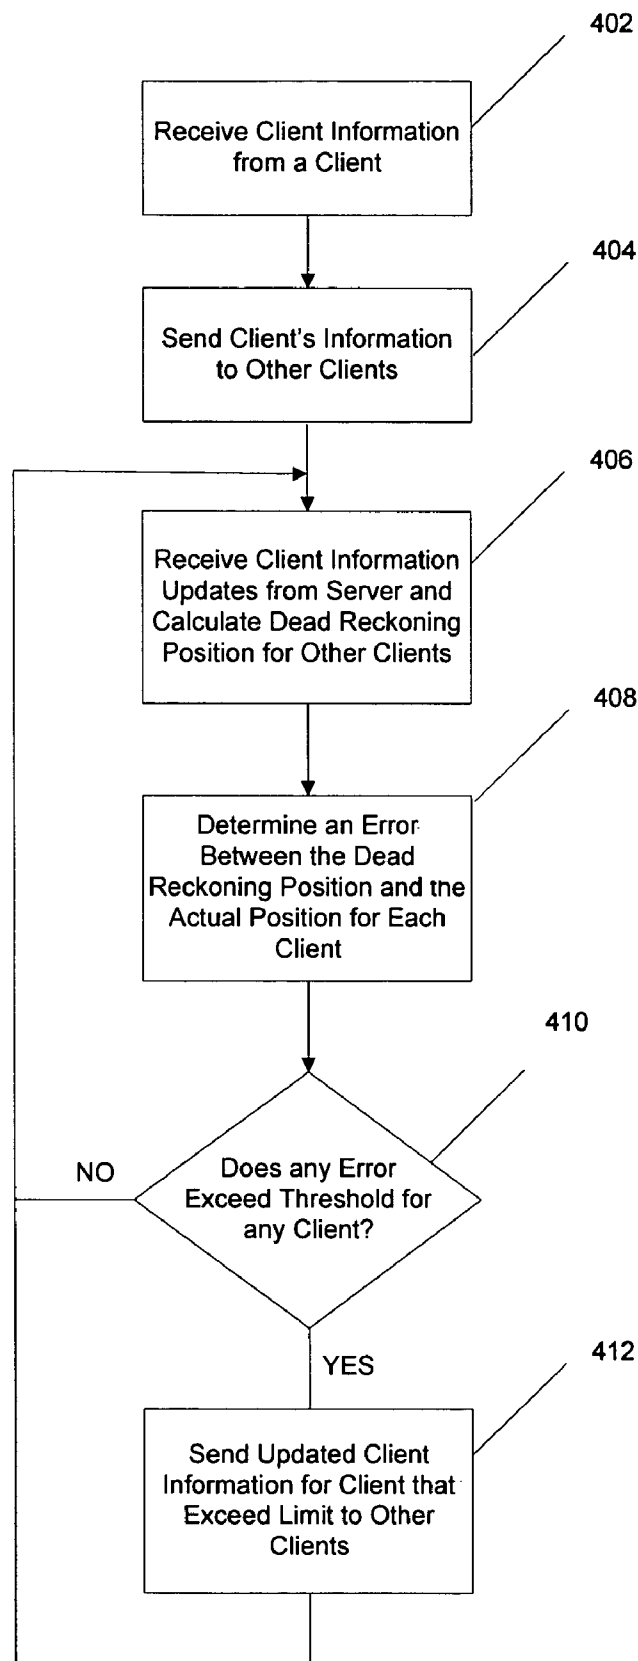 402
Receive Client Information
from a Client
404
Send Client's Information
to Other Clients
406
Receive Client Information
Updates from Server and
Calculate Dead Reckoning
Position for Other Clients
408
Determine an Error
Between the Dead
Reckoning Position and the
Actual Position for Each
Client
410
NO
Does any Error
Exceed Threshold for
any Client?
YES
412
Send Updated Client
Information for Client that
Exceed Limit to Other
Clients